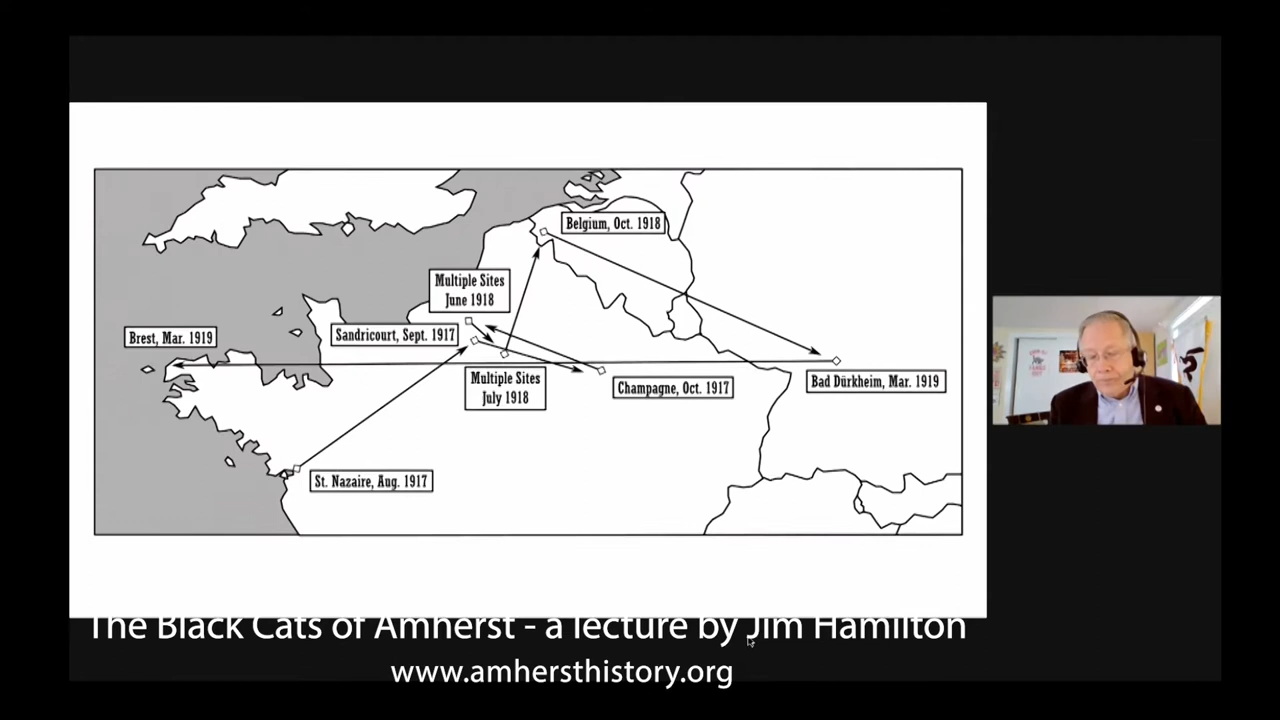 Belgium, Oct. 1918
Multiple Sites
June 1918
Sandricourt, Sept. 1917
Brest, Mar. 1919
Multiple Sites
July 1918
Champagne, Oct. 1917
Bad Dürkheim, Mar. 1919
St. Nazaire, Aug. 1917
The Black Cats of Amherst - a lecture by Jim Hamilton
www.amhersthistory.org